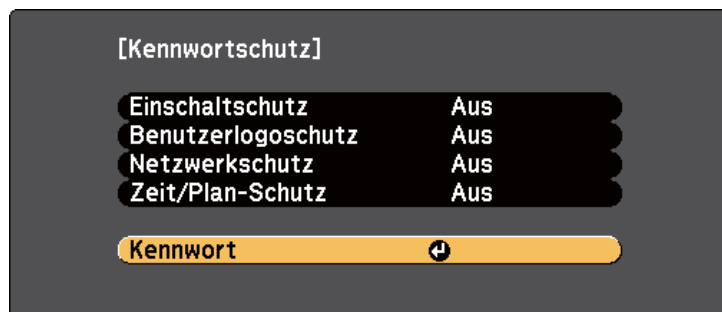 [Kennwortschutz]
Einschaltschutz Aus
Benutzerlogoschutz Aus
Netzwerkschutz Aus
Zeit/Plan-Schutz Aus
Kennwort